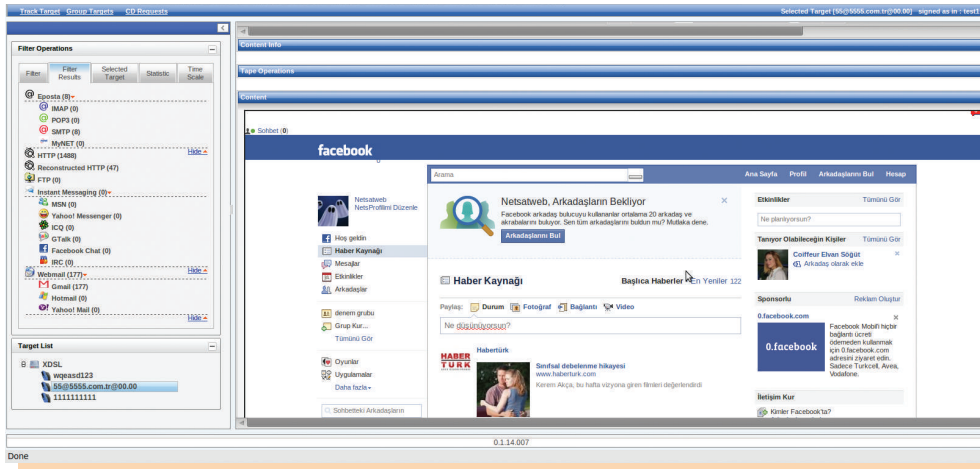 Track Target Group Targets CD Requests
Selected Target [55@5555.com.tr@00.00] signed as in : test1
Filter Operations
Filter
Filter Results
Selected Target
Statistic
Time Scale
Eposta (8)
IMAP (0)
POP3 (0)
SMTP (8)
MyNET (0)
Hide
HTTP (1488)
Reconstructed HTTP (47)
FTP (0)
Instant Messaging (0)
MSN (0)
Yahoo! Messenger (0)
ICQ (0)
GTalk (0)
Facebook Chat (0)
IRC (0)
Hide
Webmail (177)
Gmail (177)
Hotmail (0)
Yahoo! Mail (0)
Hide
Target List
XDSL
wqeasd123
55@5555.com.tr@00.00
1111111111
Content Info
Tape Operations
Content
Sohbet (0)
facebook
Arama
Ana Sayfa Profil Arkadaşlarını Bul Hesap
Netsatweb
NetsProfilimi Düzenle
Hoş geldin
Haber Kaynağı
Mesajlar
Etkinlikler
Arkadaşlar
denem grubu
Grup Kur...
Tümünü Gör
Oyunlar
Uygulamalar
Daha fazla
Sohbetteki Arkadaşların
Netsatweb, Arkadaşların Bekliyor
Facebook arkadaş bulucuyu kullananlar ortalama 20 arkadaş ve
akrabalarını buluyor. Sen tüm arkadaşlarını buldun mu? Mutlaka dene.
Arkadaşlarını Bul
Haber Kaynağı
Başlıca Haberler En Yeniler 122
Paylaş: Durum Fotoğraf Bağlantı Video
Ne düşünüyorsun?
HABER
TÜRK
Habertürk
Sınıfsal debelenme hikayesi
www.haberturk.com
Kerem Akça, bu hafta vizyona giren filmleri değerlendirdi
Etkinlikler Tümünü Gör
Ne planlıyorsun?
Tanıyor Olabileceğin Kişiler Tümünü Gör
Coiffeur Elvan Söğüt
Arkadaş olarak ekle
Sponsorlu Reklam Oluştur
0.facebook.com
0.facebook
Facebook Mobil'i hiçbir
bağlantı ücreti
ödemeden kullanmak
için 0.facebook.com
adresini ziyaret edin.
Sadece Turkcell, Avea,
Vodafone.
İletişim Kur
Kimler Facebook'ta?
0.1.14.007
Done